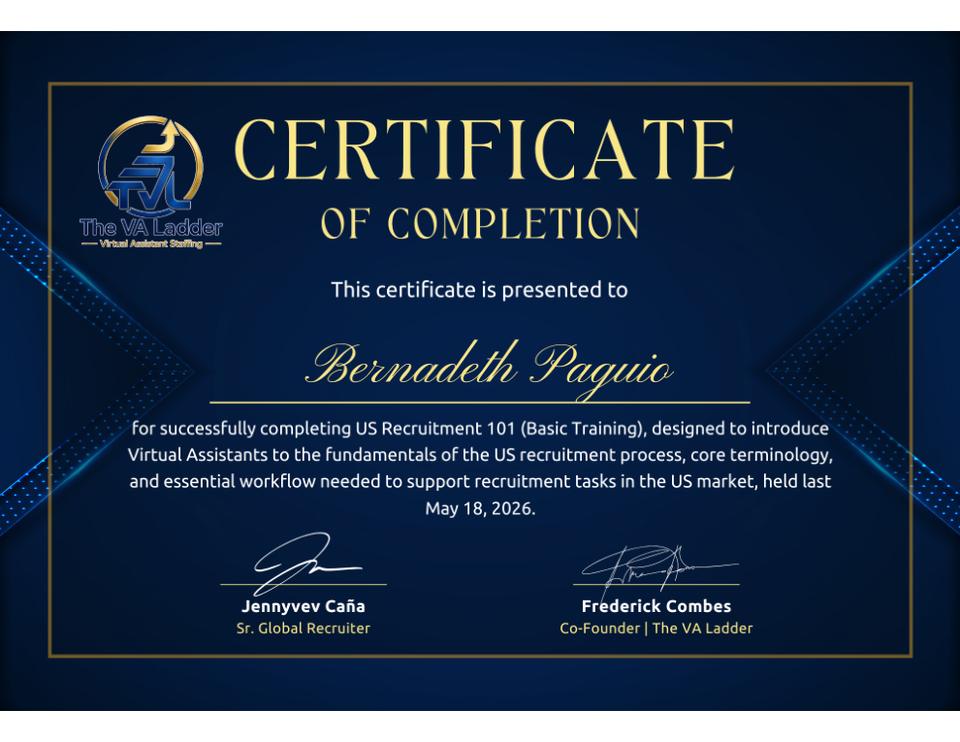 TVL
The VA Ladder
Virtual Assistant Staffing
CERTIFICATE
OF COMPLETION
This certificate is presented to
Bernadeth Paguio
for successfully completing US Recruitment 101 (Basic Training), designed to introduce
Virtual Assistants to the fundamentals of the US recruitment process, core terminology,
and essential workflow needed to support recruitment tasks in the US market, held last
May 18, 2026.
Jennyvev Caña
Sr. Global Recruiter
Frederick Combes
Co-Founder | The VA Ladder